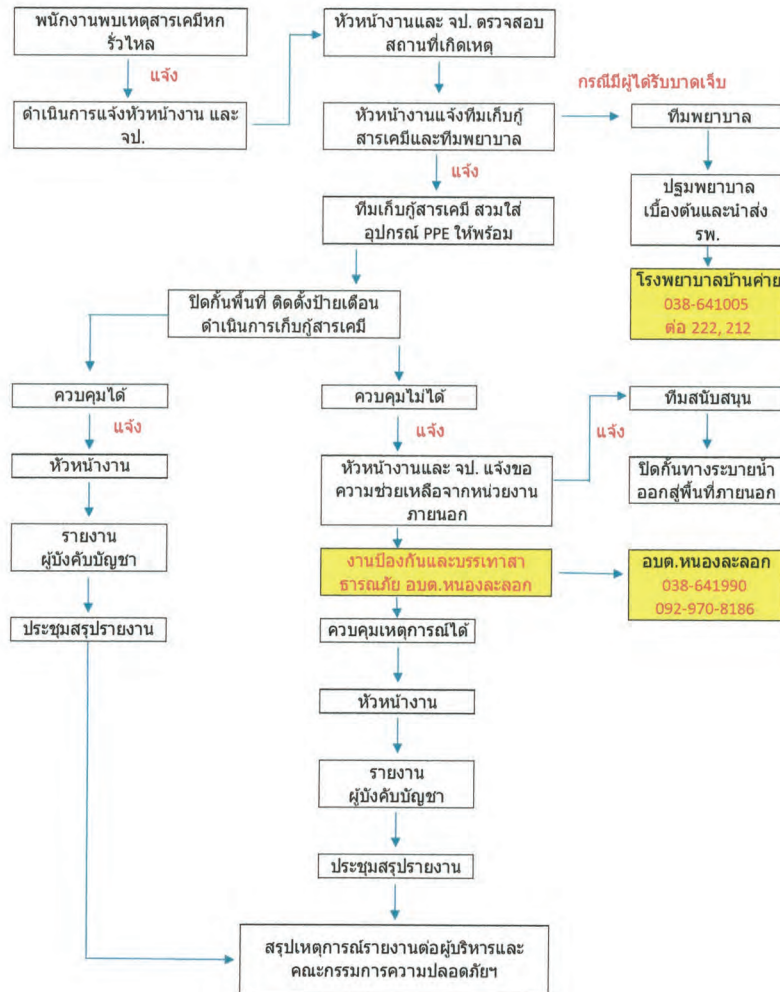 พนักงานพบเหตุสารเคมีหก
รั่วไหล
แจ้ง
ดำเนินการแจ้งหัวหน้างาน และ
จป.
หัวหน้างานและ จป. ตรวจสอบ
สถานที่เกิดเหตุ
กรณีมีผู้ได้รับบาดเจ็บ
หัวหน้างานแจ้งทีมเก็บกู้
สารเคมีและทีมพยาบาล
ทีมพยาบาล
แจ้ง
ทีมเก็บกู้สารเคมี สวมใส่
อุปกรณ์ PPE ให้พร้อม
ปฐมพยาบาล
เบื้องต้นและนำส่ง
รพ.
โรงพยาบาลบ้านค่าย
038-641005
ต่อ 222, 212
ปิดกั้นพื้นที่ ติดตั้งป้ายเตือน
ดำเนินการเก็บกู้สารเคมี
ควบคุมได้
แจ้ง
หัวหน้างาน
รายงาน
ผู้บังคับบัญชา
ประชุมสรุปรายงาน
ควบคุมไม่ได้
แจ้ง
หัวหน้างานและ จป. แจ้งขอ
ความช่วยเหลือจากหน่วยงาน
ภายนอก
แจ้ง
ทีมสนับสนุน
ปิดกั้นทางระบายน้ำ
ออกสู่พื้นที่ภายนอก
งานป้องกันและบรรเทาสา
ธารณภัย อบต.หนองละลอก
อบต.หนองละลอก
038-641990
092-970-8186
ควบคุมเหตุการณ์ได้
หัวหน้างาน
รายงาน
ผู้บังคับบัญชา
ประชุมสรุปรายงาน
สรุปเหตุการณ์รายงานต่อผู้บริหารและ
คณะกรรมการความปลอดภัยฯ